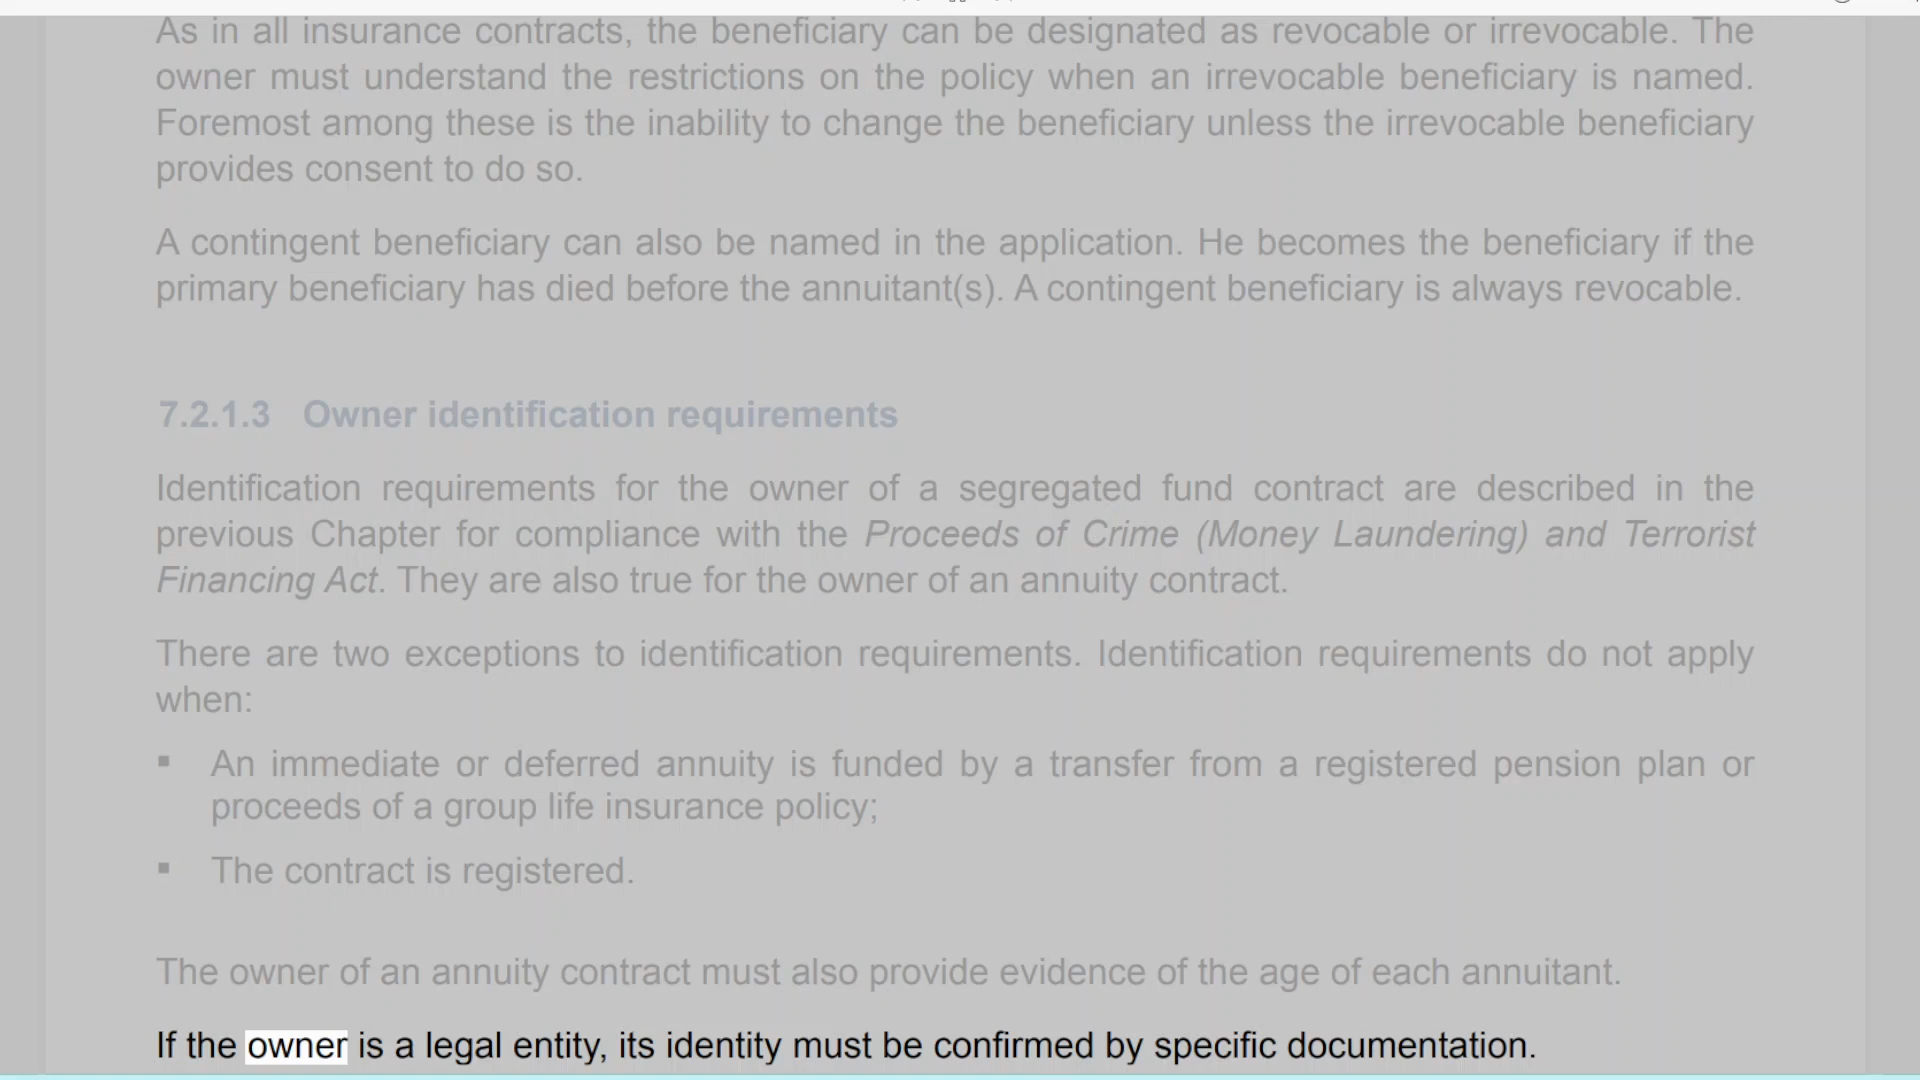 As in all insurance contracts, the beneficiary can be designated as revocable or irrevocable. The
owner must understand the restrictions on the policy when an irrevocable beneficiary is named.
Foremost among these is the inability to change the beneficiary unless the irrevocable beneficiary
provides consent to do so.
A contingent beneficiary can also be named in the application. He becomes the beneficiary if the
primary beneficiary has died before the annuitant(s). A contingent beneficiary is always revocable.
7.2.1.3 Owner identification requirements
Identification requirements for the owner of a segregated fund contract are described in the
previous Chapter for compliance with the Proceeds of Crime (Money Laundering) and Terrorist
Financing Act. They are also true for the owner of an annuity contract.
There are two exceptions to identification requirements. Identification requirements do not apply
when:
▪ An immediate or deferred annuity is funded by a transfer from a registered pension plan or
proceeds of a group life insurance policy;
▪ The contract is registered.
The owner of an annuity contract must also provide evidence of the age of each annuitant.
If the owner is a legal entity, its identity must be confirmed by specific documentation.